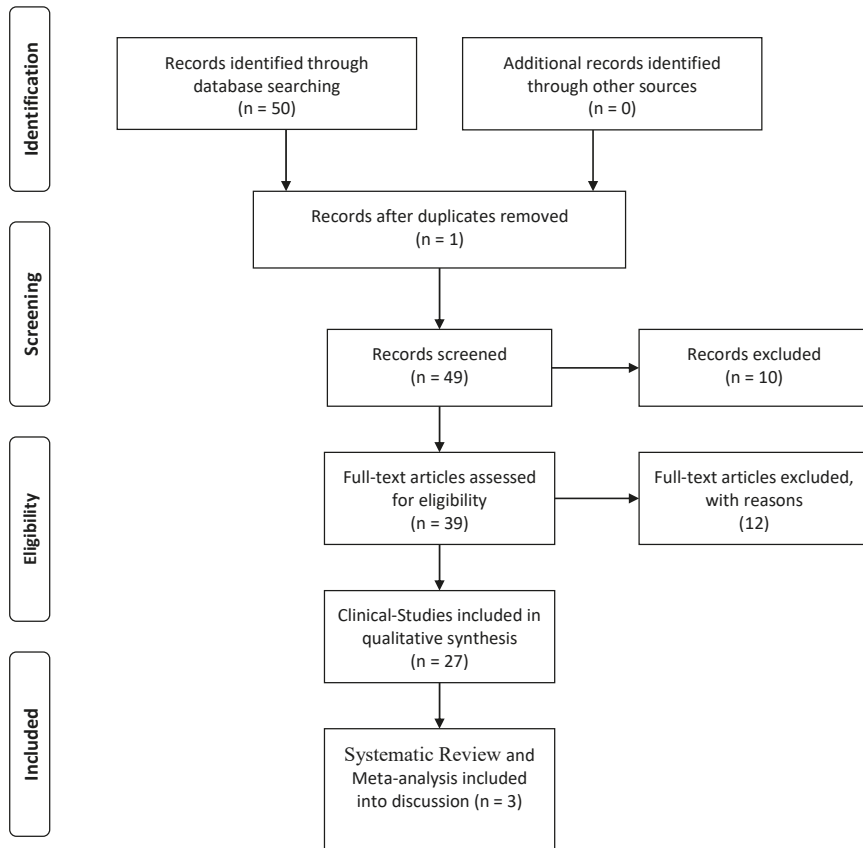 Identification
Records identified through
database searching
(n = 50)
Additional records identified
through other sources
(n = 0)
Records after duplicates removed
(n = 1)
Screening
Records screened
(n = 49)
Records excluded
(n = 10)
Eligibility
Full-text articles assessed
for eligibility
(n = 39)
Full-text articles excluded,
with reasons
(12)
Clinical-Studies included in
qualitative synthesis
(n = 27)
Included
Systematic Review and
Meta-analysis included
into discussion (n = 3)